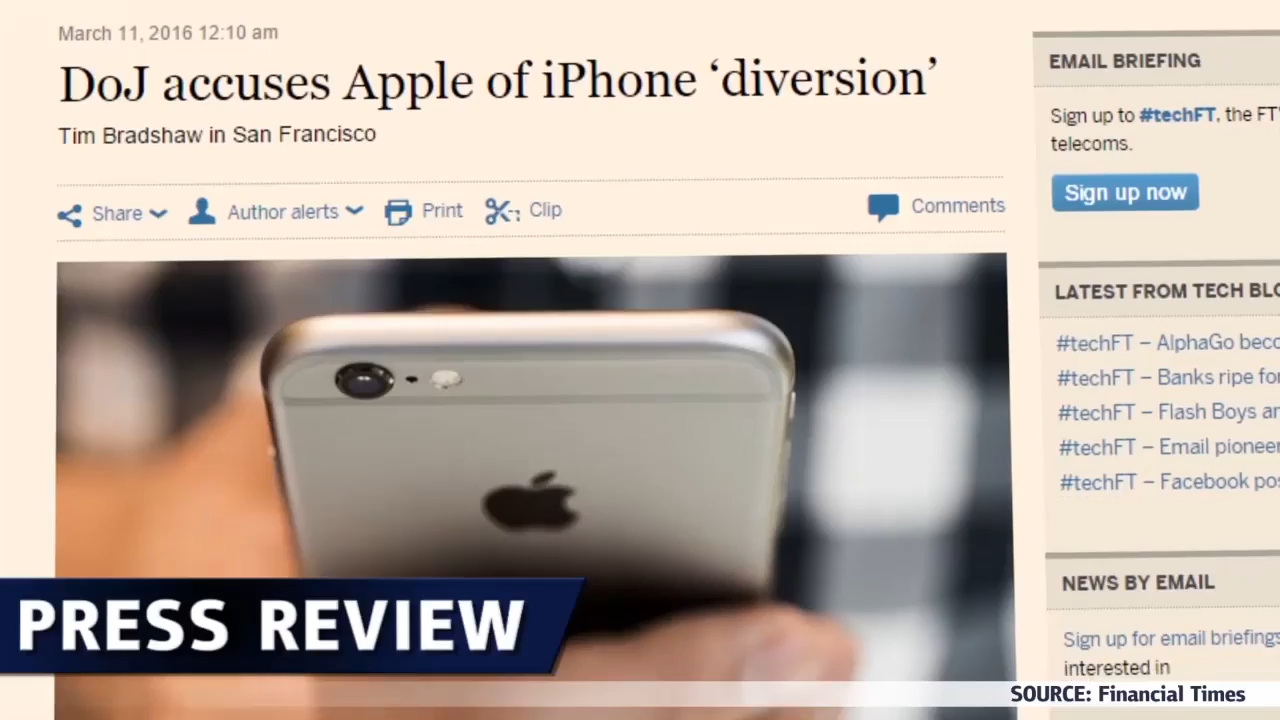 March 11, 2016 12:10 am
DoJ accuses Apple of iPhone ‘diversion’
Tim Bradshaw in San Francisco
Share
Author alerts
Print
Clip
Comments
EMAIL BRIEFING
Sign up to #techFT, the FT'
telecoms.
Sign up now
LATEST FROM TECH BLO
#techFT – AlphaGo beco
#techFT – Banks ripe for
#techFT – Flash Boys an
#techFT – Email pioneer
#techFT – Facebook pos
NEWS BY EMAIL
Sign up for email briefings
interested in
PRESS REVIEW
SOURCE: Financial Times